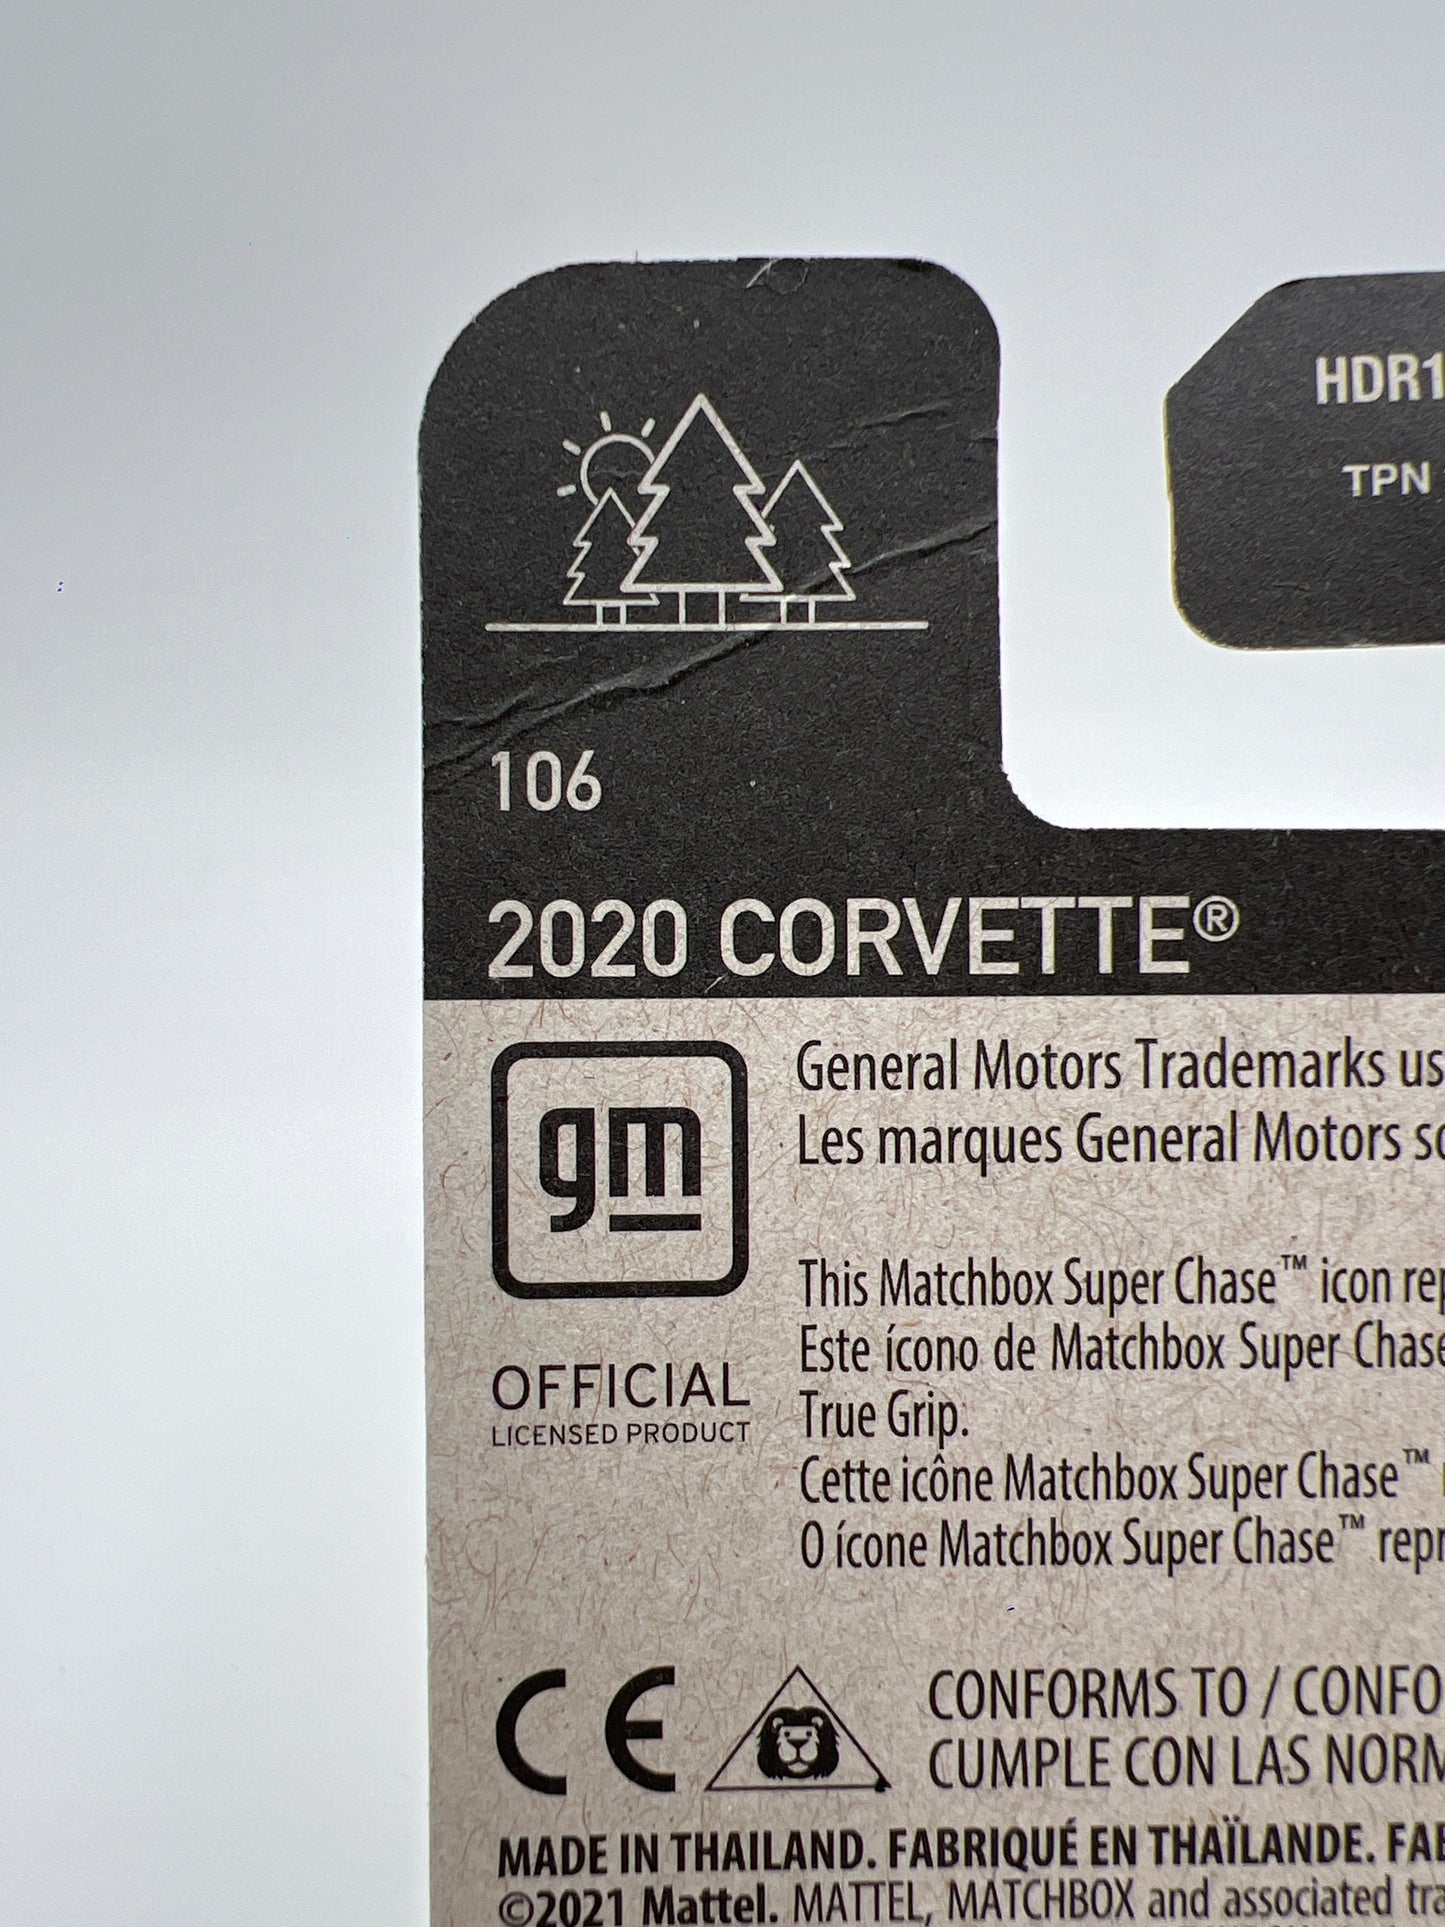 HDR1
TPN
106
2020 CORVETTE®
gm
OFFICIAL
LICENSED PRODUCT
General Motors Trademarks us
Les marques General Motors so
This Matchbox Super Chase™ icon rep
Este ícono de Matchbox Super Chase
True Grip.
Cette icône Matchbox Super Chase™
O ícone Matchbox Super Chase™ repr
CE
CONFORMS TO / CONFO
CUMPLE CON LAS NORM
MADE IN THAILAND. FABRIQUÉ EN THAÏLANDE. FAB
©2021 Mattel. MATTEL, MATCHBOX and associated tra